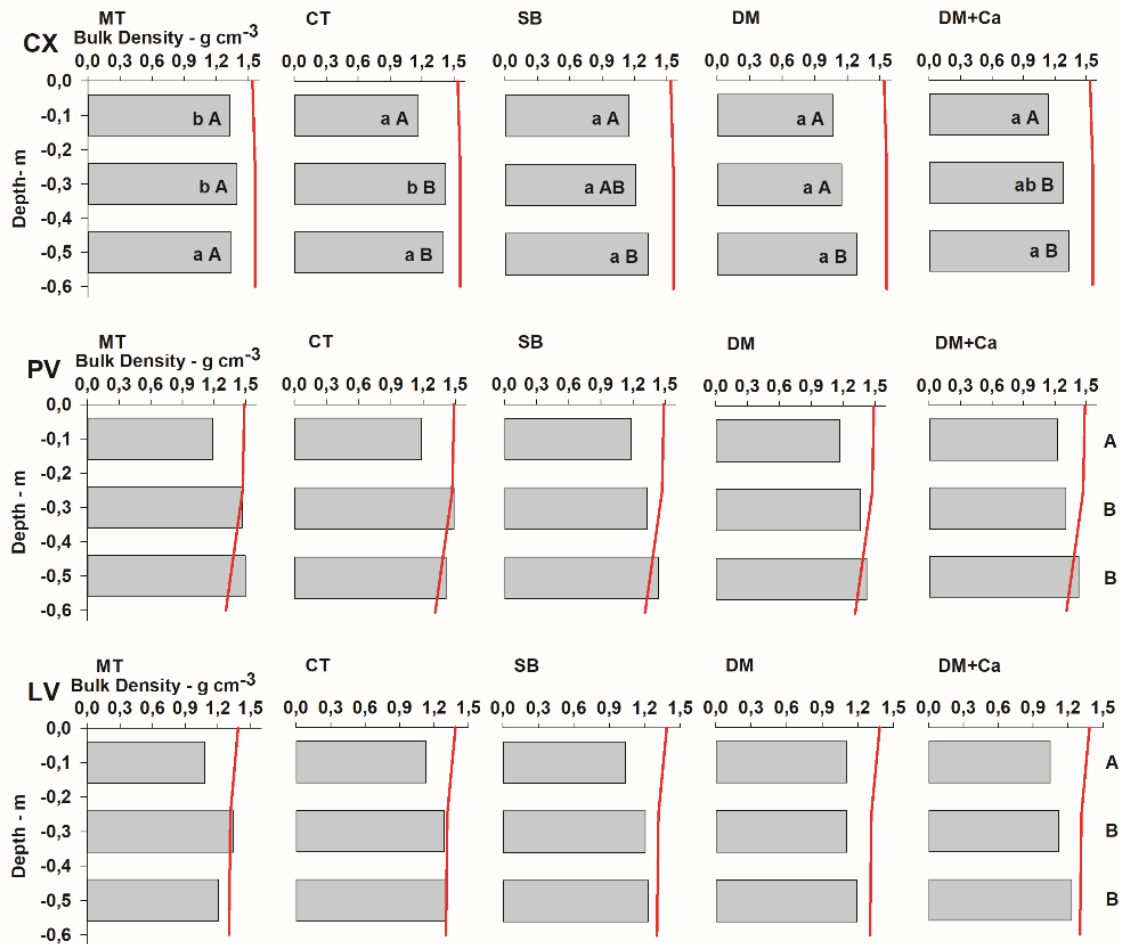 MT CT SB DM DM+Ca
CX Bulk Density - g cm-3
0,0 0,3 0,6 0,9 1,2 1,5 0,0 0,3 0,6 0,9 1,2 1,5 0,0 0,3 0,6 0,9 1,2 1,5 0,0 0,3 0,6 0,9 1,2 1,5 0,0 0,3 0,6 0,9 1,2 1,5
0,0
-0,1 b A a A a A a A a A
-0,2
-0,3 b A b B a AB a A ab B
-0,4
-0,5 a A a B a B a B a B
-0,6
Depth- m
MT CT SB DM DM+Ca
PV Bulk Density - g cm-3
0,0 0,3 0,6 0,9 1,2 1,5 0,0 0,3 0,6 0,9 1,2 1,5 0,0 0,3 0,6 0,9 1,2 1,5 0,0 0,3 0,6 0,9 1,2 1,5 0,0 0,3 0,6 0,9 1,2 1,5
0,0
-0,1 A
-0,2
-0,3 B
-0,4
-0,5 B
-0,6
Depth - m
MT CT SB DM DM+Ca
LV Bulk Density - g cm-3
0,0 0,3 0,6 0,9 1,2 1,5 0,0 0,3 0,6 0,9 1,2 1,5 0,0 0,3 0,6 0,9 1,2 1,5 0,0 0,3 0,6 0,9 1,2 1,5 0,0 0,3 0,6 0,9 1,2 1,5
0,0
-0,1 A
-0,2
-0,3 B
-0,4
-0,5 B
-0,6
Depth - m